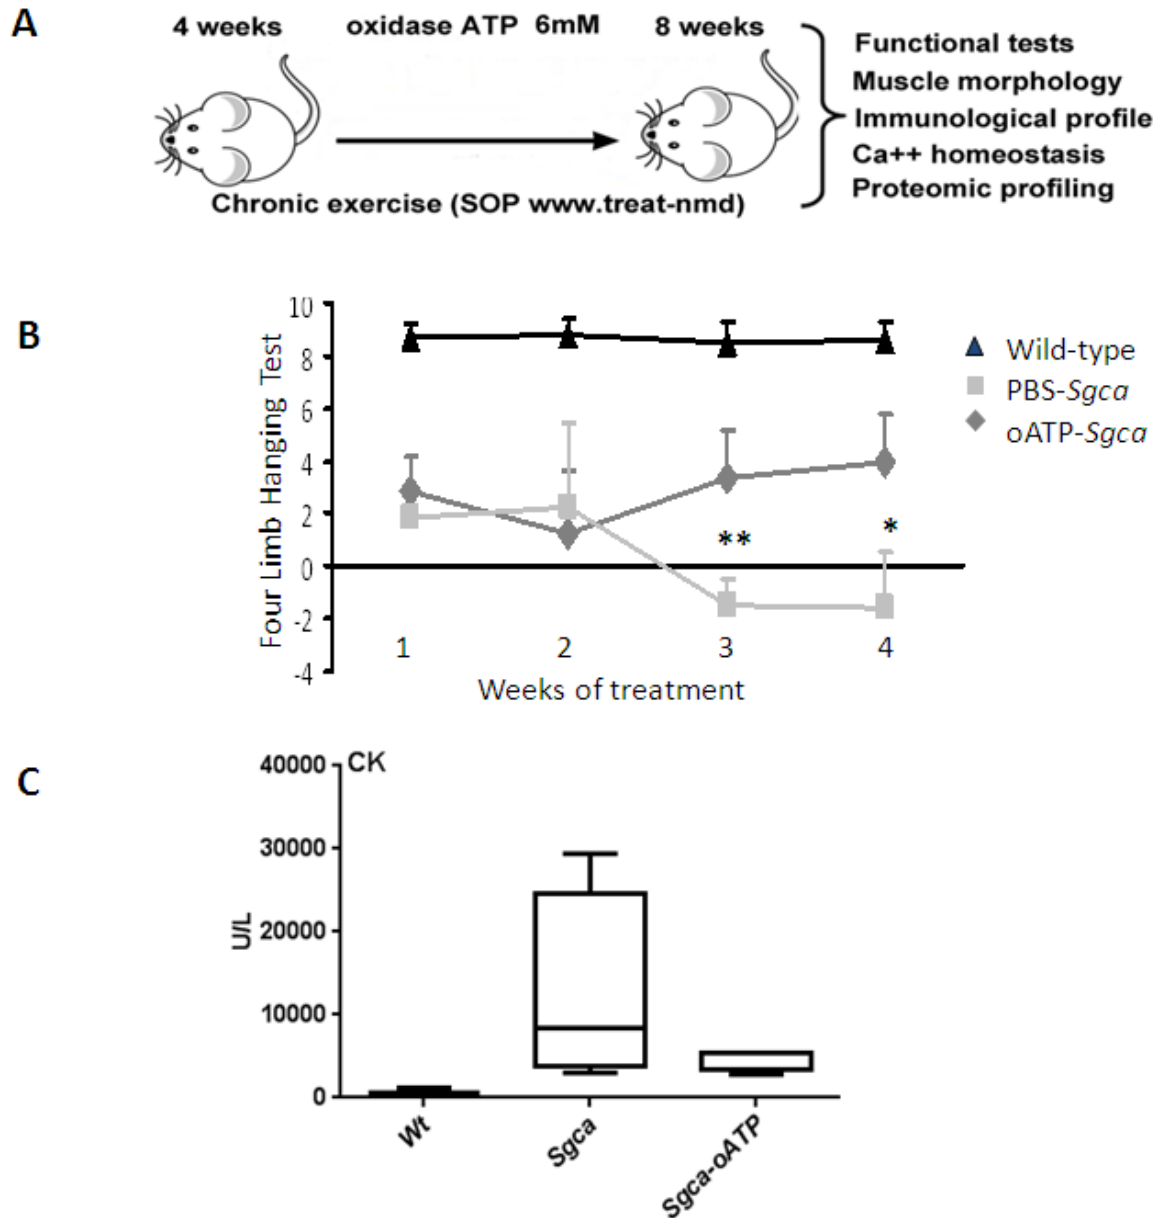 A
4 weeks oxidase ATP 6mM 8 weeks
Functional tests
Muscle morphology
Immunological profile
Ca++ homeostasis
Proteomic profiling
Chronic exercise (SOP www.treat-nmd)
B
Four Limb Hanging Test
10
8
6
4
2
0
-2
-4
** *
1 2 3 4
Weeks of treatment
Wild-type
PBS-Sgca
oATP-Sgca
C
CK
U/L
40000
30000
20000
10000
0
Wt Sgca Sgca-oATP